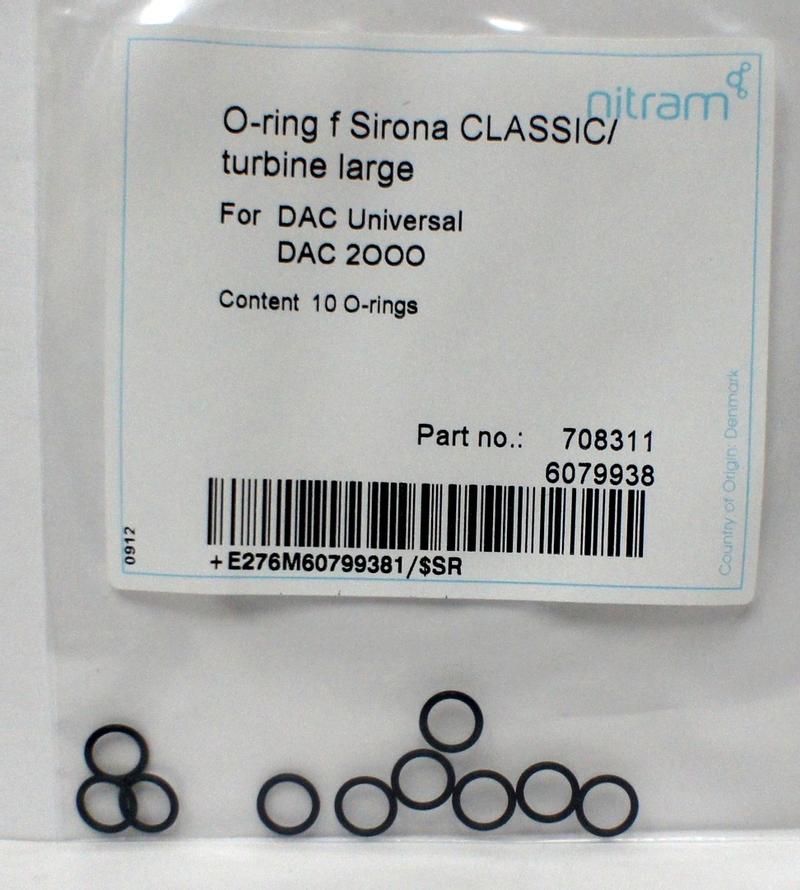 nitram
O-ring f Sirona CLASSIC/
turbine large
For DAC Universal
DAC 2000
Content 10 O-rings
Part no.: 708311
6079938
+E276M60799381/$SR
0912
Country of Origin: Denmark